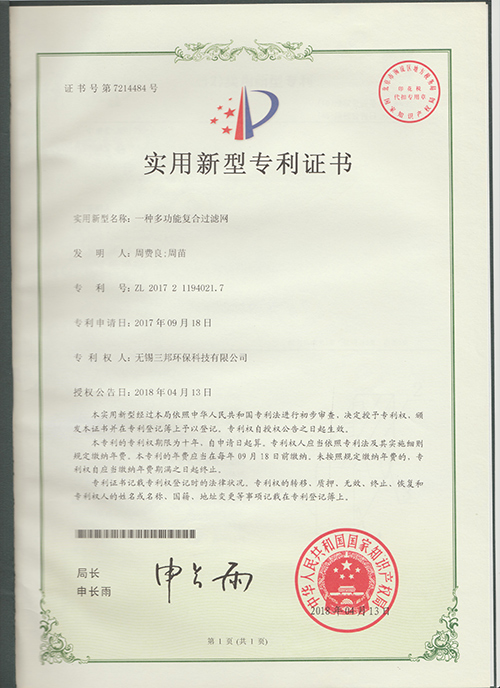 证书号第7214484号
实用新型专利证书
实用新型名称：一种多功能复合过滤网
发明人：周费良;周苗
专利号：ZL 2017 2 1194021.7
专利申请日：2017年09月18日
专利权人：无锡三邦环保科技有限公司
授权公告日：2018年04月13日
本实用新型经过本局依照中华人民共和国专利法进行初步审查，决定授予专利权，颁
发本证书并在专利登记簿上予以登记。专利权自授权公告之日起生效。
本专利的专利权期限为十年，自申请日起算。专利权人应当依照专利法及其实施细则
规定缴纳年费。本专利的年费应当在每年09月18日前缴纳。未按照规定缴纳年费的，专利
权自应当缴纳年费期满之日起终止。
专利证书记载专利权登记时的法律状况。专利权的转移、质押、无效、终止、恢复和
专利权人的姓名或名称、国籍、地址变更等事项记载在专利登记簿上。
局长
申长雨
申长雨
中华人民共和国国家知识产权局
2018年04月13日
第1页(共1页)